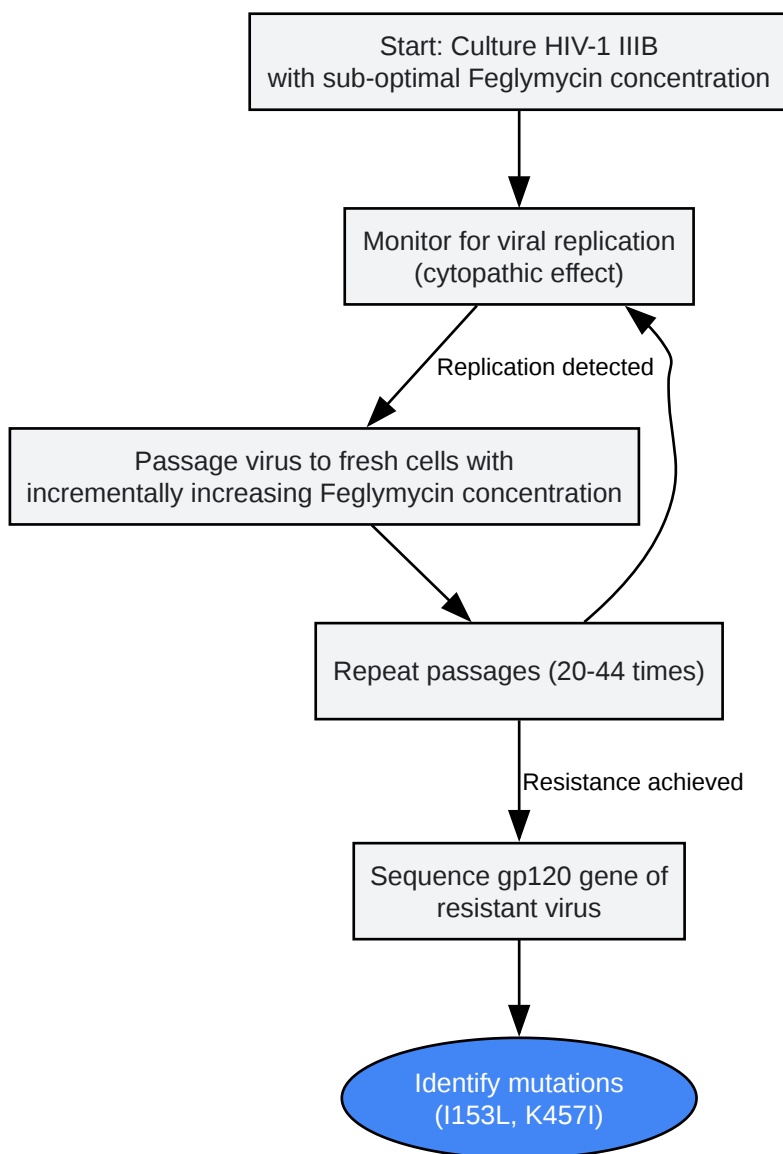 Start: Culture HIV-1 IIIB
with sub-optimal Feglymycin concentration
Monitor for viral replication
(cytopathic effect)
Replication detected
Passage virus to fresh cells with
incrementally increasing Feglymycin concentration
Repeat passages (20-44 times)
Resistance achieved
Sequence gp120 gene of
resistant virus
Identify mutations
(I153L, K457I)